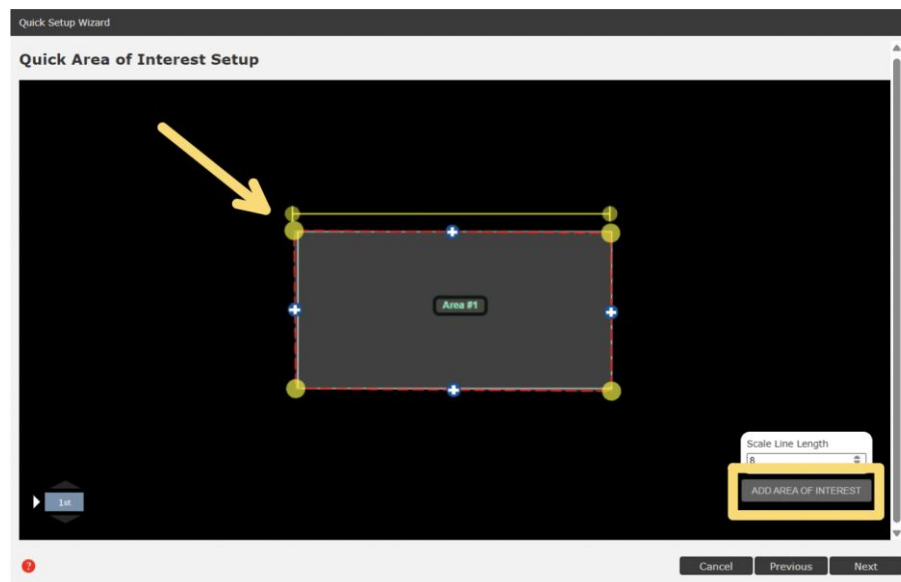 Quick Setup Wizard
Quick Area of Interest Setup
Area #1
Scale Line Length
8
ADD AREA OF INTEREST
1st
?
Cancel Previous Next